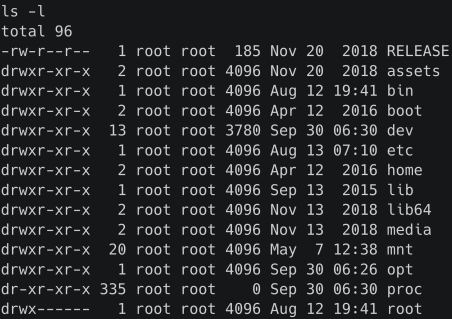 ls -l
total 96
-rw-r--r--   1 root root  185 Nov 20  2018 RELEASE
drwxr-xr-x   2 root root 4096 Nov 20  2018 assets
drwxr-xr-x   1 root root 4096 Aug 12 19:41 bin
drwxr-xr-x   2 root root 4096 Apr 12  2016 boot
drwxr-xr-x  13 root root 3780 Sep 30 06:30 dev
drwxr-xr-x   1 root root 4096 Aug 13 07:10 etc
drwxr-xr-x   2 root root 4096 Apr 12  2016 home
drwxr-xr-x   1 root root 4096 Sep 13  2015 lib
drwxr-xr-x   2 root root 4096 Nov 13  2018 lib64
drwxr-xr-x   2 root root 4096 Nov 13  2018 media
drwxr-xr-x  20 root root 4096 May  7 12:38 mnt
drwxr-xr-x   1 root root 4096 Sep 30 06:26 opt
dr-xr-xr-x 335 root root    0 Sep 30 06:30 proc
drwx------   1 root root 4096 Aug 12 19:41 root